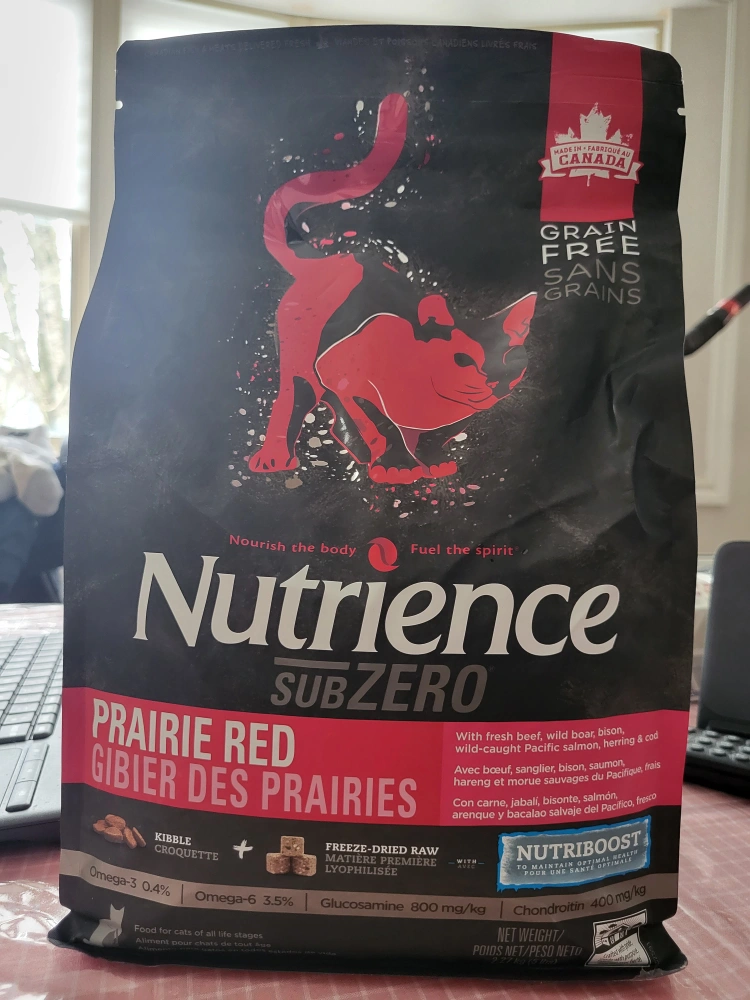 MADE IN • FABRIQUÉ AU
CANADA
GRAIN
FREE
SANS
GRAINS
Nourish the body Fuel the spirit
Nutrience
SUBZERO
PRAIRIE RED
GIBIER DES PRAIRIES
With fresh beef, wild boar, bison,
wild-caught Pacific salmon, herring & cod
Avec bœuf, sanglier, bison, saumon,
hareng et morue sauvages du Pacifique, frais
Con carne, jabalí, bisonte, salmón,
arenque y bacalao salvaje del Pacífico, fresco
KIBBLE
CROQUETTE
+
FREEZE-DRIED RAW
MATIÈRE PREMIÈRE
LYOPHILISÉE
WITH
AVEC
NUTRIBOOST
TO MAINTAIN OPTIMAL HEALTH
POUR UNE SANTÉ OPTIMALE
Omega-3 0.4% | Omega-6 3.5% | Glucosamine 800 mg/kg | Chondroitin 400 mg/kg
Food for cats of all life stages
Aliment pour chats de tout âge
NET WEIGHT/
POIDS NET/PESO NETO